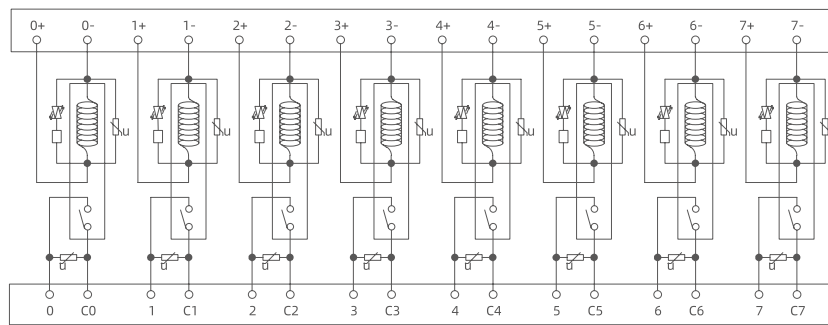 0+ 0- 1+ 1- 2+ 2- 3+ 3- 4+ 4- 5+ 5- 6+ 6- 7+ 7-
u u u u u u u u
u u u u u u u u
0 C0 1 C1 2 C2 3 C3 4 C4 5 C5 6 C6 7 C7